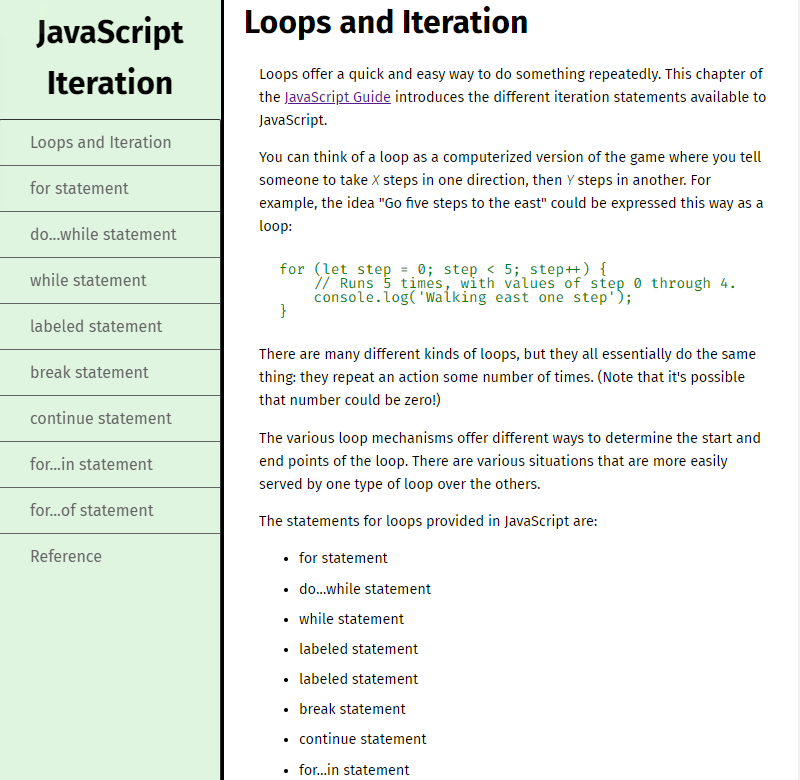 JavaScript
Iteration
Loops and Iteration
for statement
do...while statement
while statement
labeled statement
break statement
continue statement
for...in statement
for...of statement
Reference
Loops and Iteration
Loops offer a quick and easy way to do something repeatedly. This chapter of
the JavaScript Guide introduces the different iteration statements available to
JavaScript.
You can think of a loop as a computerized version of the game where you tell
someone to take X steps in one direction, then Y steps in another. For
example, the idea "Go five steps to the east" could be expressed this way as a
loop:
for (let step = 0; step < 5; step++) {
    // Runs 5 times, with values of step 0 through 4.
    console.log('Walking east one step');
}
There are many different kinds of loops, but they all essentially do the same
thing: they repeat an action some number of times. (Note that it's possible
that number could be zero!)
The various loop mechanisms offer different ways to determine the start and
end points of the loop. There are various situations that are more easily
served by one type of loop over the others.
The statements for loops provided in JavaScript are:
• for statement
• do...while statement
• while statement
• labeled statement
• labeled statement
• break statement
• continue statement
• for...in statement